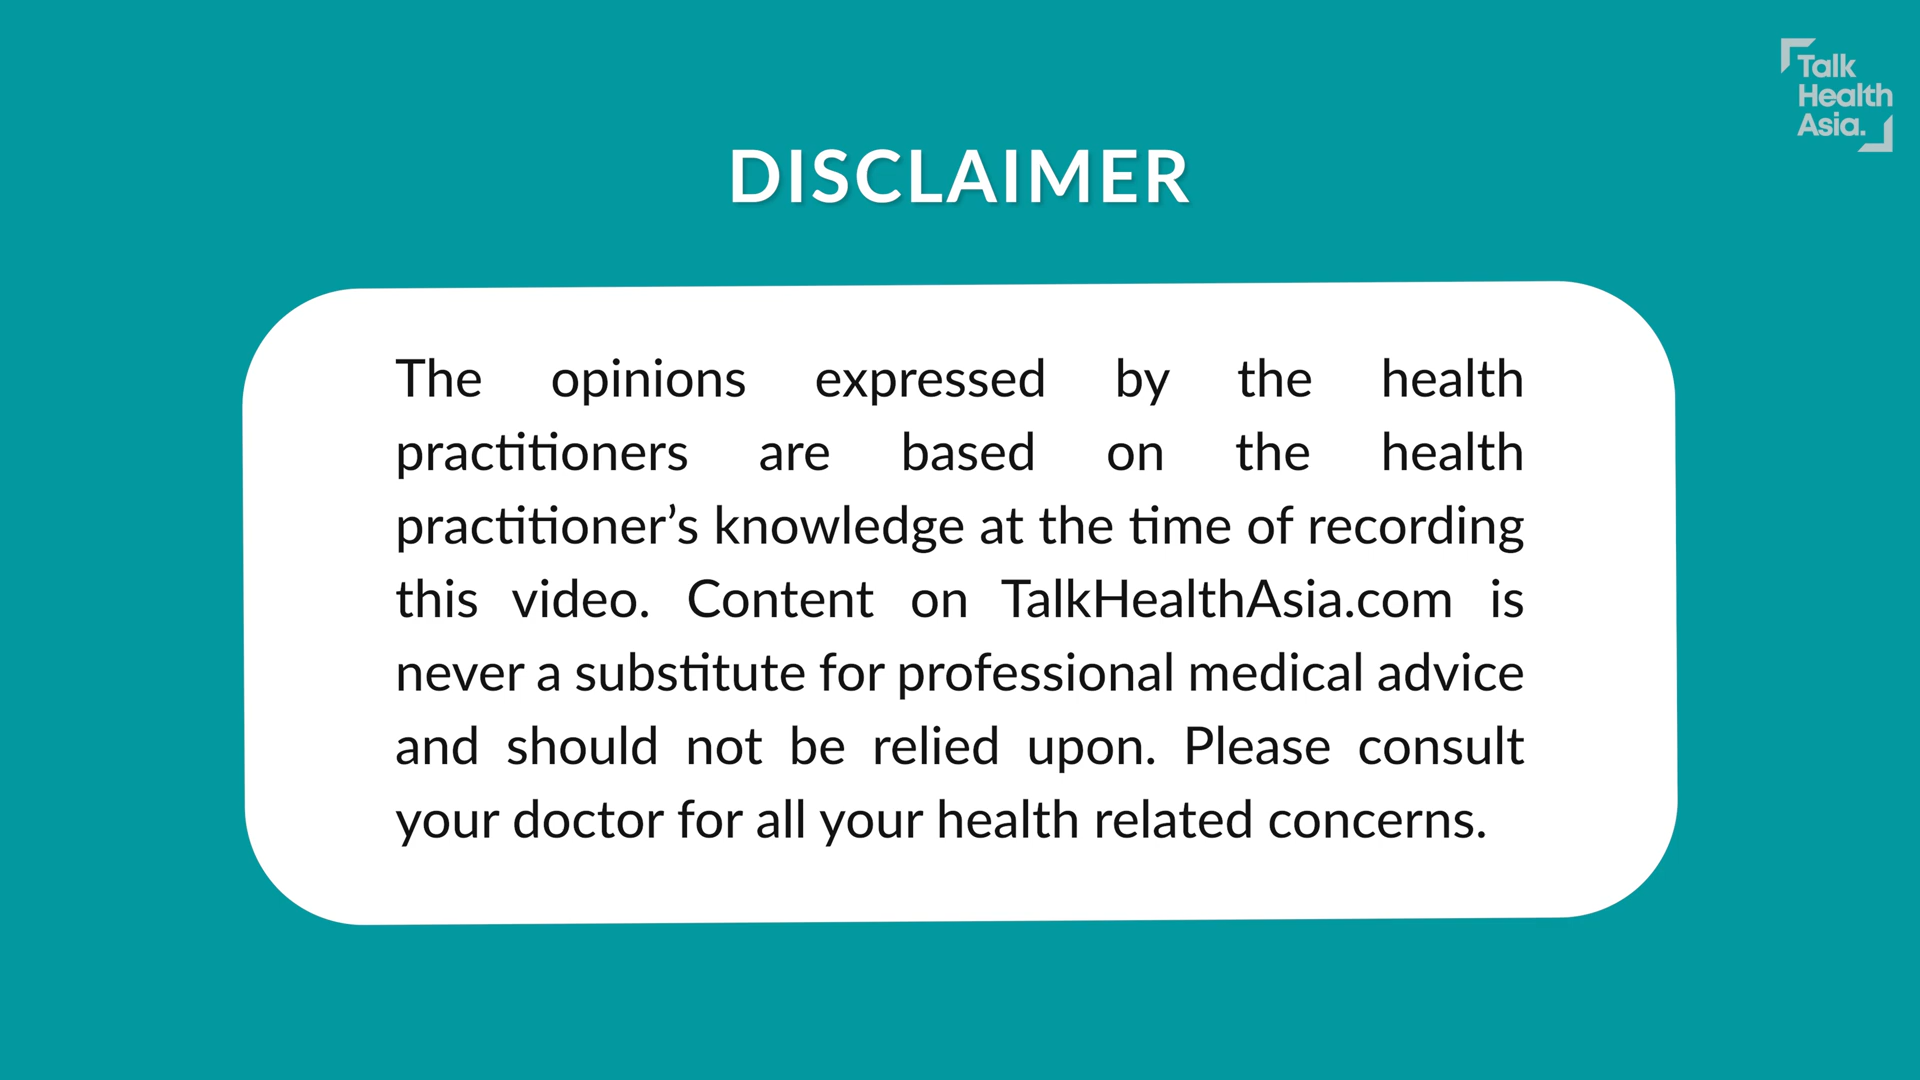 Talk
Health
Asia.
DISCLAIMER
The opinions expressed by the health
practitioners are based on the health
practitioner’s knowledge at the time of recording
this video. Content on TalkHealthAsia.com is
never a substitute for professional medical advice
and should not be relied upon. Please consult
your doctor for all your health related concerns.